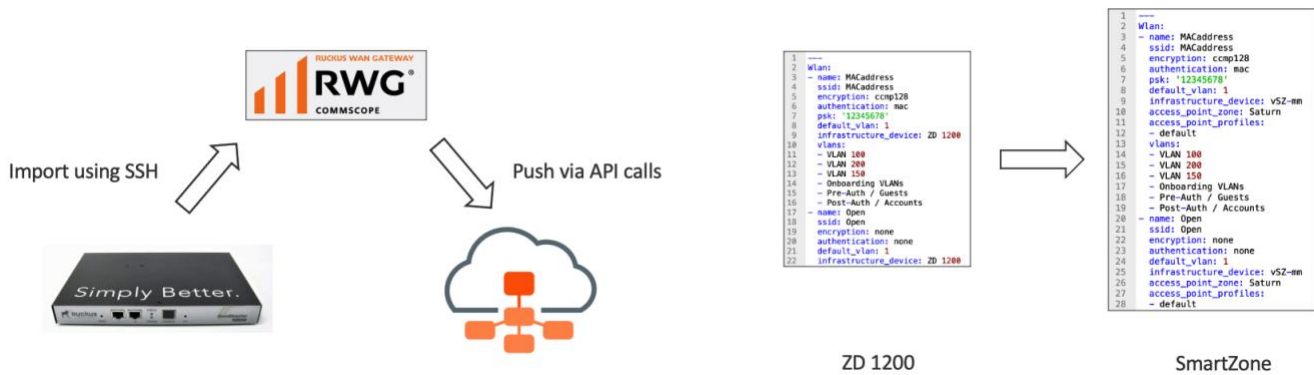 RUCKUS WAN GATEWAY
RWG®
COMMSCOPE
Import using SSH
Push via API calls
Simply Better.
ruckus
1 ---
2 Wlan:
3 - name: MACaddress
4 ssid: MACaddress
5 encryption: ccmp128
6 authentication: mac
7 psk: '12345678'
8 default_vlan: 1
9 infrastructure_device: ZD 1200
10 vlans:
11 - VLAN 100
12 - VLAN 200
13 - VLAN 150
14 - Onboarding VLANs
15 - Pre-Auth / Guests
16 - Post-Auth / Accounts
17 - name: Open
18 ssid: Open
19 encryption: none
20 authentication: none
21 default_vlan: 1
22 infrastructure_device: ZD 1200
ZD 1200
1 ---
2 Wlan:
3 - name: MACaddress
4 ssid: MACaddress
5 encryption: ccmp128
6 authentication: mac
7 psk: '12345678'
8 default_vlan: 1
9 infrastructure_device: vSZ-mm
10 access_point_zone: Saturn
11 access_point_profiles:
12 - default
13 vlans:
14 - VLAN 100
15 - VLAN 200
16 - VLAN 150
17 - Onboarding VLANs
18 - Pre-Auth / Guests
19 - Post-Auth / Accounts
20 - name: Open
21 ssid: Open
22 encryption: none
23 authentication: none
24 default_vlan: 1
25 infrastructure_device: vSZ-mm
26 access_point_zone: Saturn
27 access_point_profiles:
28 - default
SmartZone